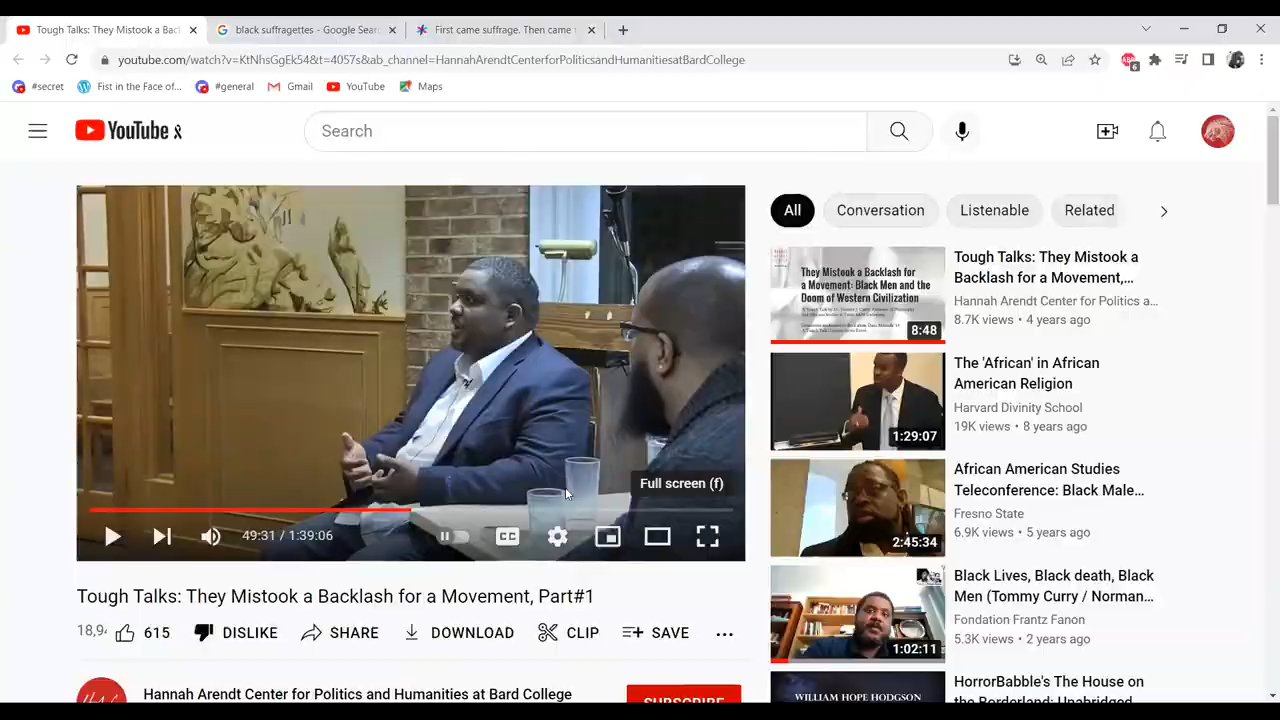 Tough Talks: They Mistook a Bac
black suffragettes - Google Sear
First came suffrage. Then came
youtube.com/watch?v=KtNhsGgEk54&t=4057s&ab_channel=HannahArendtCenterforPoliticsandHumanitiesatBardCollege
6
#secret
Fist in the Face of...
#general
Gmail
YouTube
Maps
YouTube
Search
All
Conversation
Listenable
Related
They Mistook a Backlash for
a Movement: Black Men and the
Doom of Western Civilization
8:48
Tough Talks: They Mistook a
Backlash for a Movement,...
Hannah Arendt Center for Politics a...
8.7K views • 4 years ago
1:29:07
The 'African' in African
American Religion
Harvard Divinity School
19K views • 8 years ago
2:45:34
African American Studies
Teleconference: Black Male...
Fresno State
6.9K views • 5 years ago
1:02:11
Black Lives, Black death, Black
Men (Tommy Curry / Norman...
Fondation Frantz Fanon
5.3K views • 2 years ago
WILLIAM HOPE HODGSON
HorrorBabble's The House on
the Borderland: Unabridged
Full screen (f)
49:31 / 1:39:06
CC
Tough Talks: They Mistook a Backlash for a Movement, Part#1
18,9
615
DISLIKE
SHARE
DOWNLOAD
CLIP
SAVE
...
Hannah Arendt Center for Politics and Humanities at Bard College
SUBSCRIBE